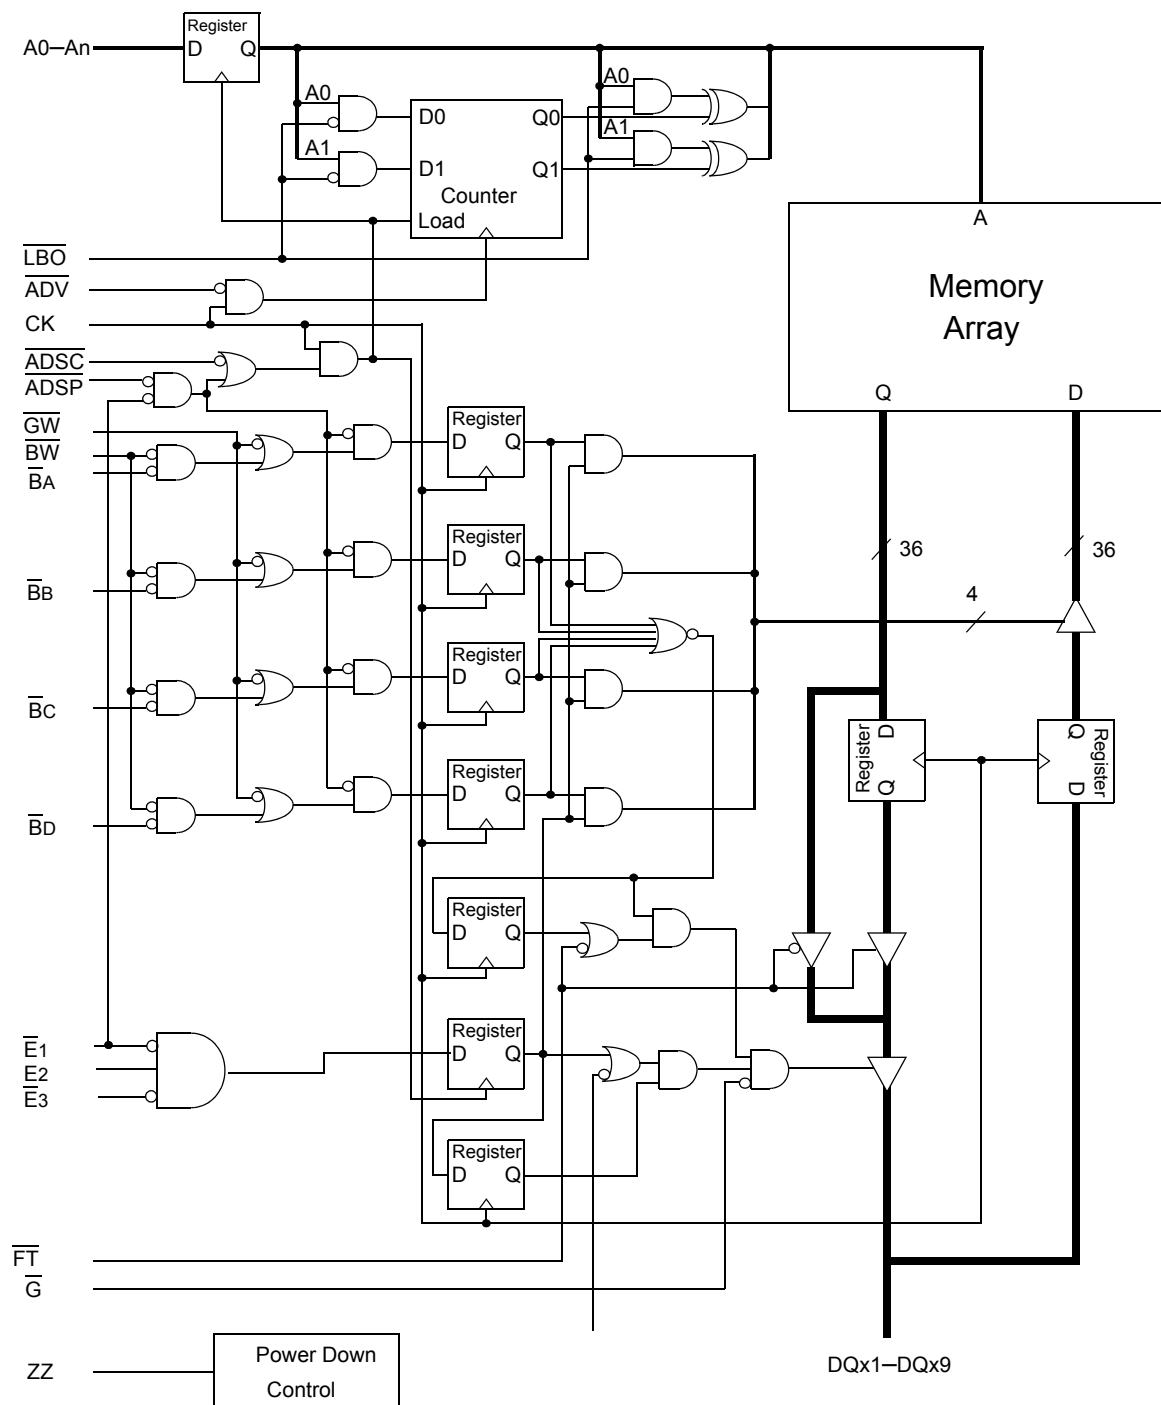 Register
A0–An
D Q
A0
A0
D0
Q0
A1
A1
D1
Q1
Counter
Load
A
LBO
ADV
Memory
Array
CK
ADSC
ADSP
Q
D
GW
BW
BA
Register
D Q
Register
D Q
36
36
BB
4
Register
D Q
BC
D
Register
Q
Q
Register
D
Register
D Q
BD
Register
D Q
Register
D Q
E1
E2
E3
Register
D Q
FT
G
ZZ
Power Down
Control
DQx1–DQx9